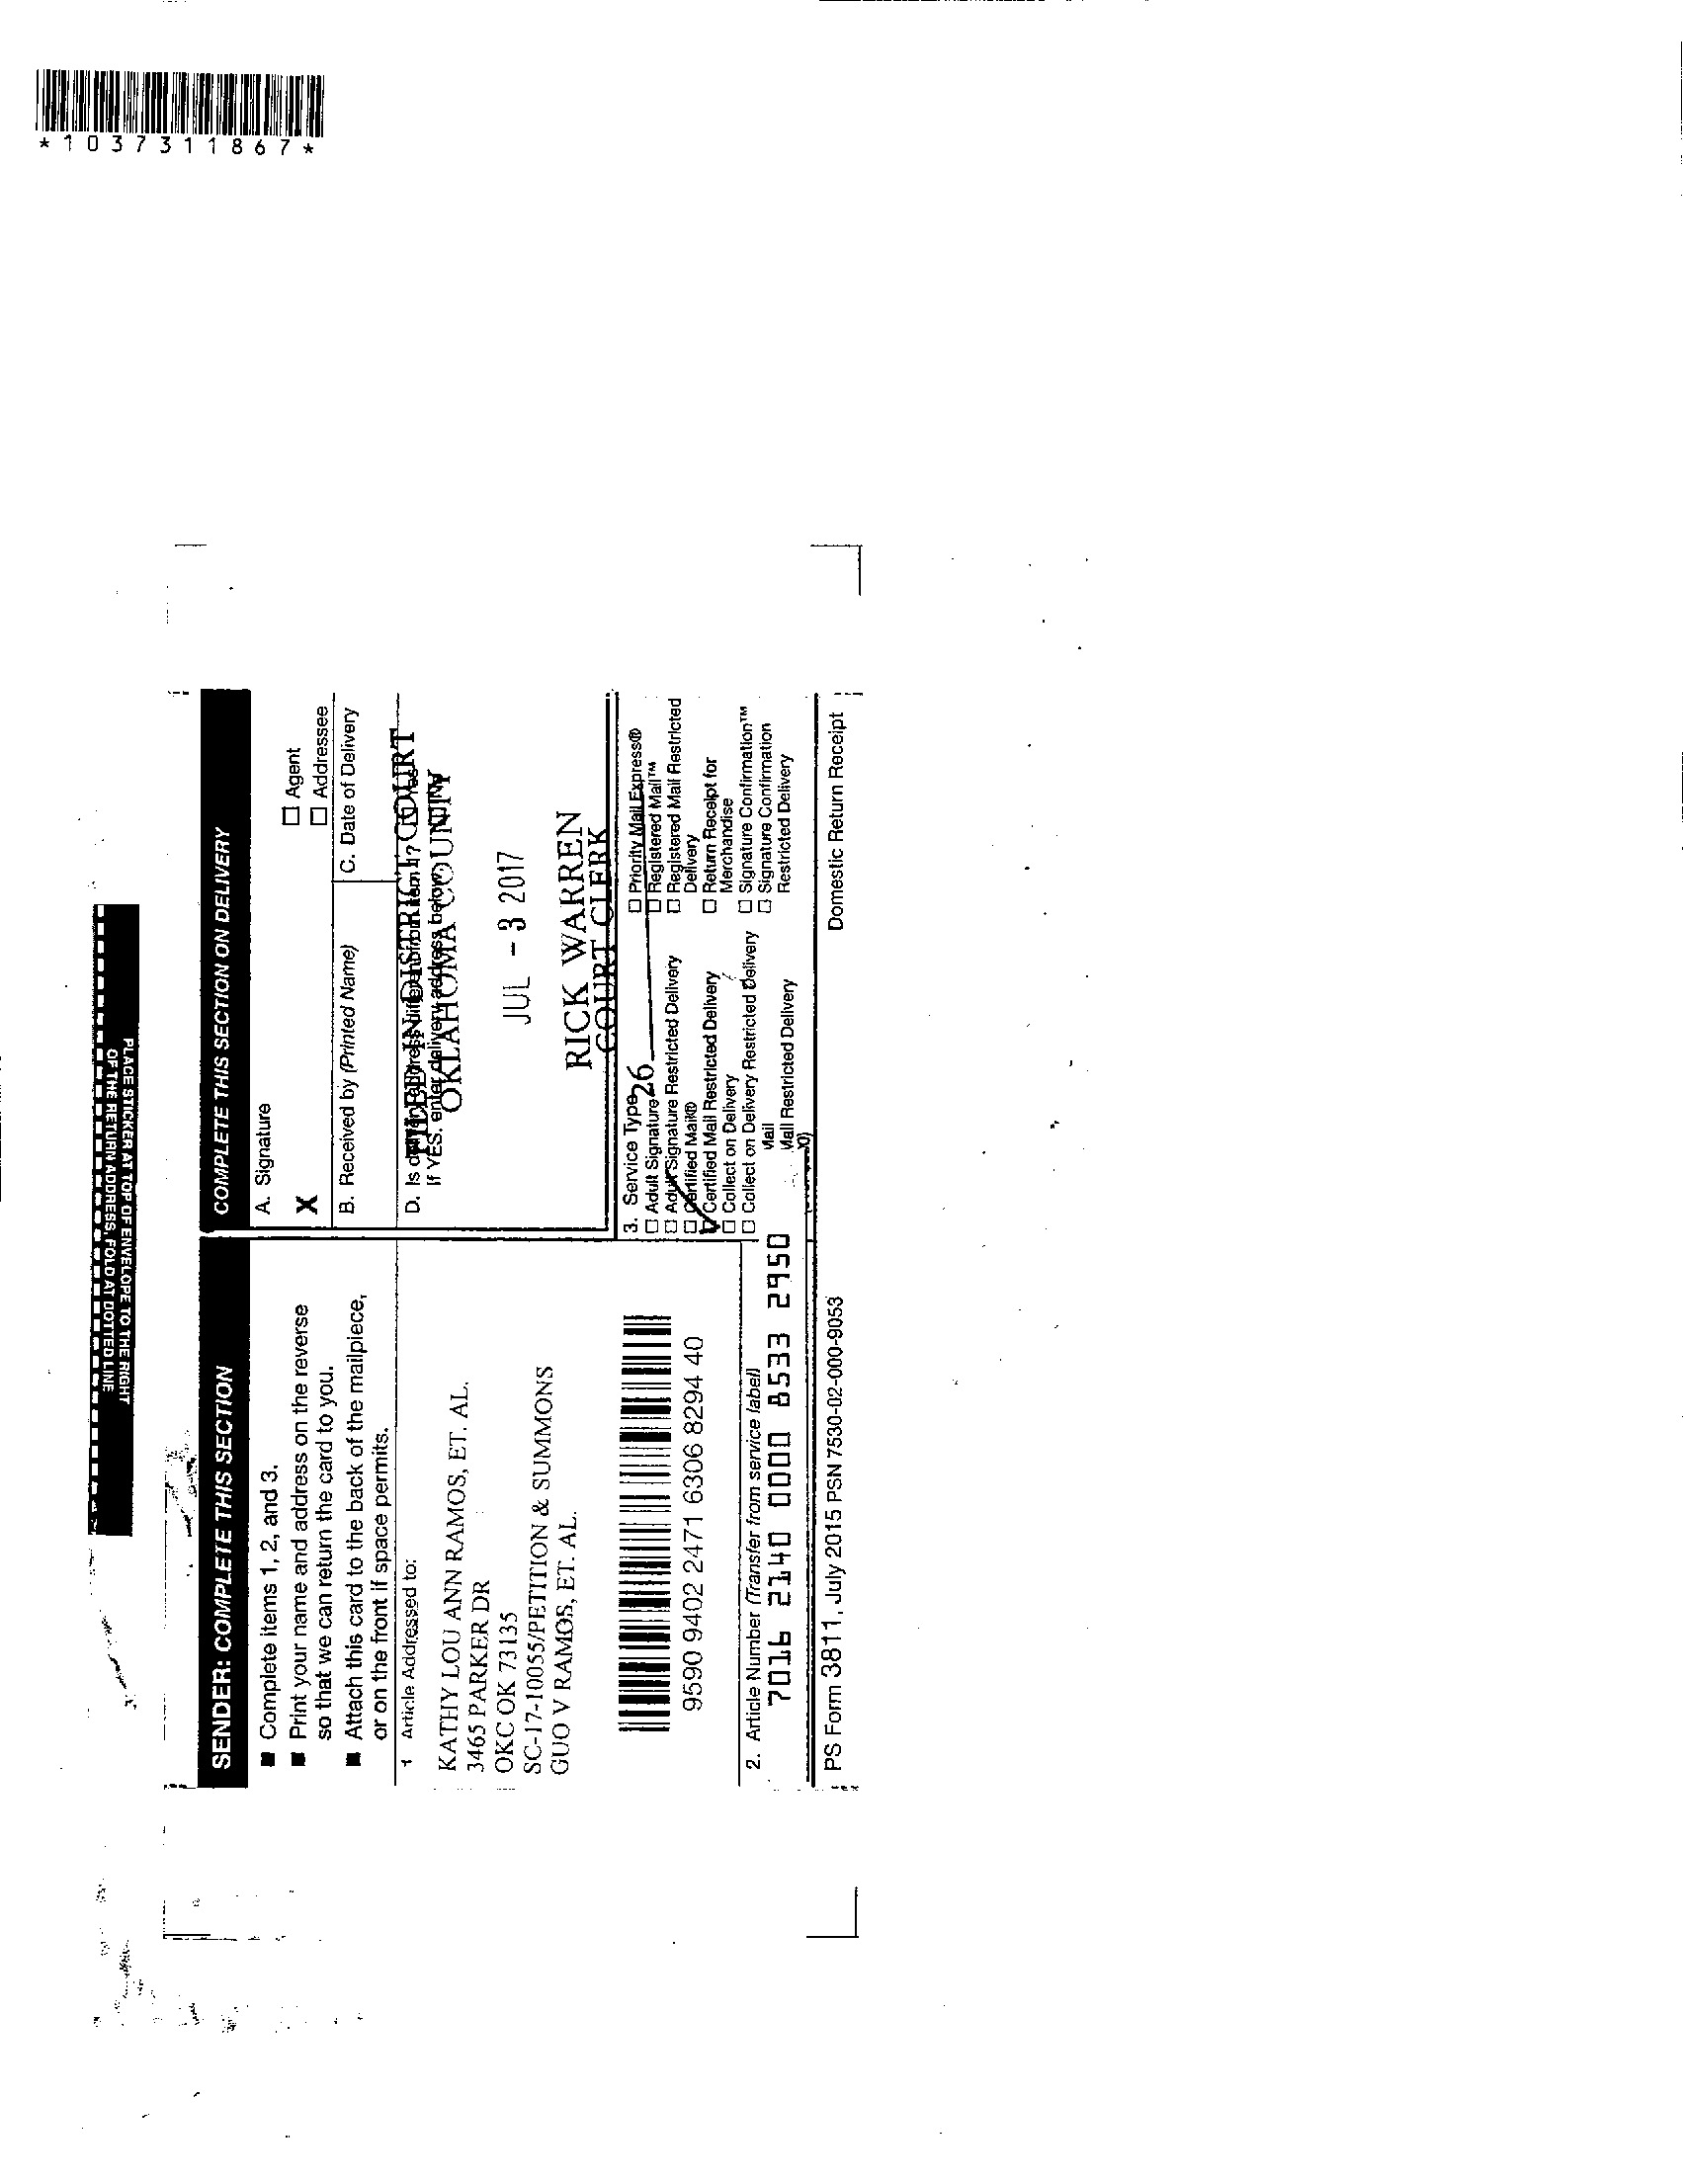 *1037311867*
PLACE STICKER AT TOP OF ENVELOPE TO THE RIGHT
OF THE RETURN ADDRESS, FOLD AT DOTTED LINE
SENDER: COMPLETE THIS SECTION
■ Complete items 1, 2, and 3.
■ Print your name and address on the reverse
so that we can return the card to you.
■ Attach this card to the back of the mailpiece,
or on the front if space permits.
1 Article Addressed to:
KATHY LOU ANN RAMOS, ET. AL.
3465 PARKER DR
OKC OK 73135
SC-17-10055/PETITION & SUMMONS
GUO V RAMOS, ET. AL.
9590 9402 2471 6306 8294 40
2. Article Number (Transfer from service label)
7016 2140 0000 8533 2950
COMPLETE THIS SECTION ON DELIVERY
A. Signature
X
☐ Agent
☐ Addressee
B. Received by (Printed Name)
C. Date of Delivery
D. Is delivery address different from item 1? ☐ Yes
If YES, enter delivery address below: ☐ No
FILED IN DISTRICT COURT
OKLAHOMA COUNTY
JUL - 3 2017
RICK WARREN
COURT CLERK
26
3. Service Type
☐ Adult Signature
☐ Adult Signature Restricted Delivery
☐ Certified Mail®
☑ Certified Mail Restricted Delivery
☐ Collect on Delivery
☐ Collect on Delivery Restricted Delivery
Mail
Mail Restricted Delivery
☐ Priority Mail Express®
☐ Registered Mail™
☐ Registered Mail Restricted
Delivery
☐ Return Receipt for
Merchandise
☐ Signature Confirmation™
☐ Signature Confirmation
Restricted Delivery
PS Form 3811, July 2015 PSN 7530-02-000-9053
Domestic Return Receipt